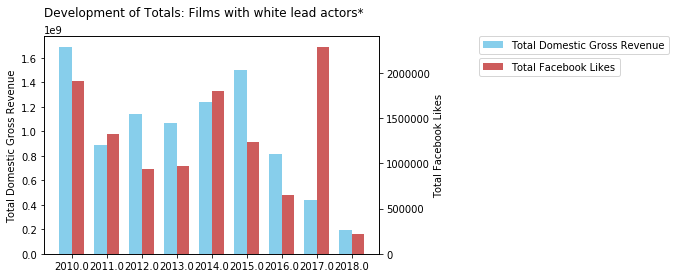 Development of Totals: Films with white lead actors*
1e9
Total Domestic Gross Revenue
Total Facebook Likes
1.6
1.4
1.2
1.0
0.8
0.6
0.4
0.2
0.0
Total Domestic Gross Revenue
2000000
1500000
1000000
500000
0
Total Facebook Likes
2010.0 2011.0 2012.0 2013.0 2014.0 2015.0 2016.0 2017.0 2018.0